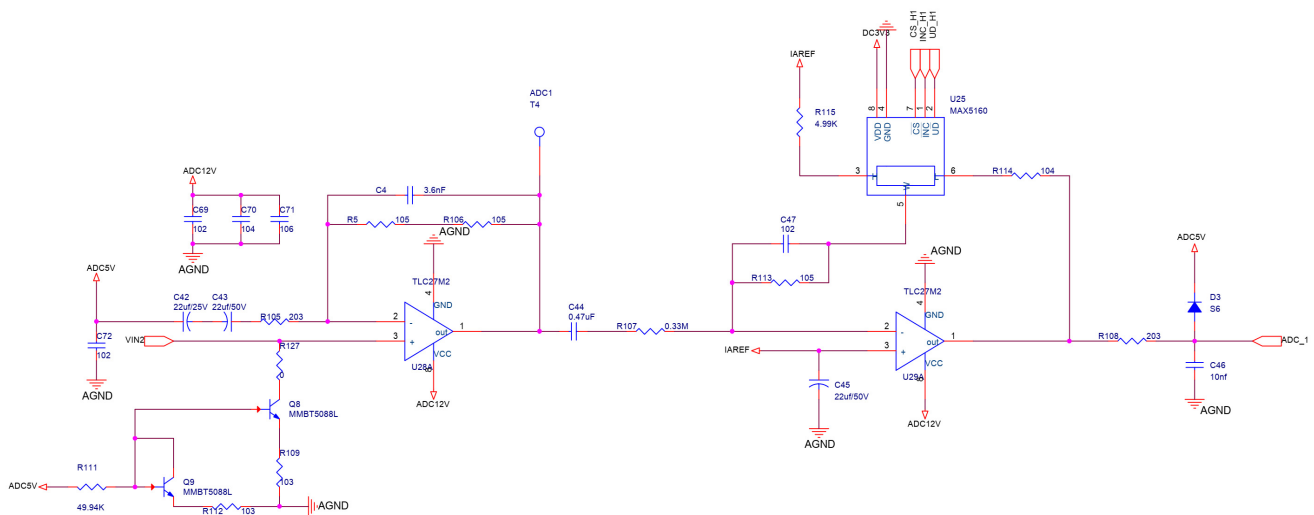 CS_H1
INC_H1
UD_H1
DC3V3
IAREF
ADC1
T4
R115
4.99K
U25
MAX5160
8
4
7
1
2
VDD
GND
CS
INC
UD
ADC12V
C4
3.6nF
3
H
W
L
6
R114
104
5
C69
102
C70
104
C71
106
R5
105
R106
105
AGND
C47
102
AGND
ADC5V
AGND
ADC5V
C42
22uf/25V
C43
22uf/50V
R105
203
TLC27M2
4
GND
R113
105
TLC27M2
4
GND
D3
S6
C72
102
VIN2
2
-
3
+
out
1
VCC
8
U28A
C44
0.47uF
R107
0.33M
2
-
3
+
out
1
VCC
8
U29A
R108
203
ADC_1
R127
0
IAREF
C45
22uf/50V
C46
10nf
AGND
ADC12V
AGND
ADC12V
AGND
Q8
MMBT5088L
R111
49.94K
ADC5V
Q9
MMBT5088L
R109
103
R112
103
AGND